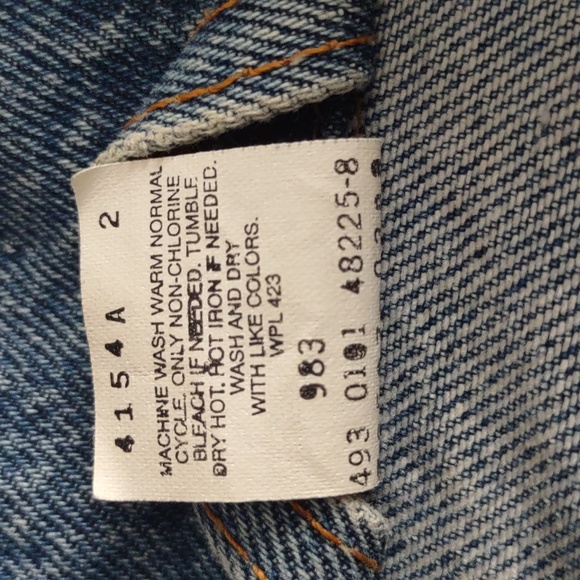 4154A 2
MACHINE WASH WARM NORMAL
CYCLE. ONLY NON-CHLORINE
BLEACH IF NEEDED. TUMBLE
DRY HOT. HOT IRON IF NEEDED.
WASH AND DRY
WITH LIKE COLORS.
WPL 423
983
493 0191 48225-8